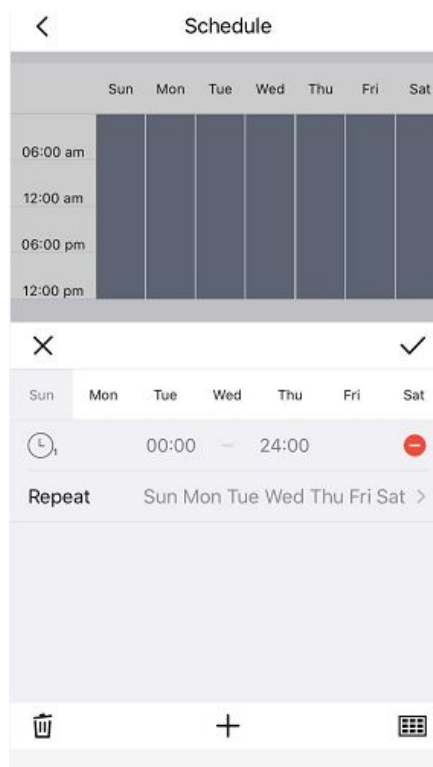 Schedule
Sun Mon Tue Wed Thu Fri Sat
06:00 am
12:00 am
06:00 pm
12:00 pm
Sun Mon Tue Wed Thu Fri Sat
1 00:00 – 24:00
Repeat Sun Mon Tue Wed Thu Fri Sat >